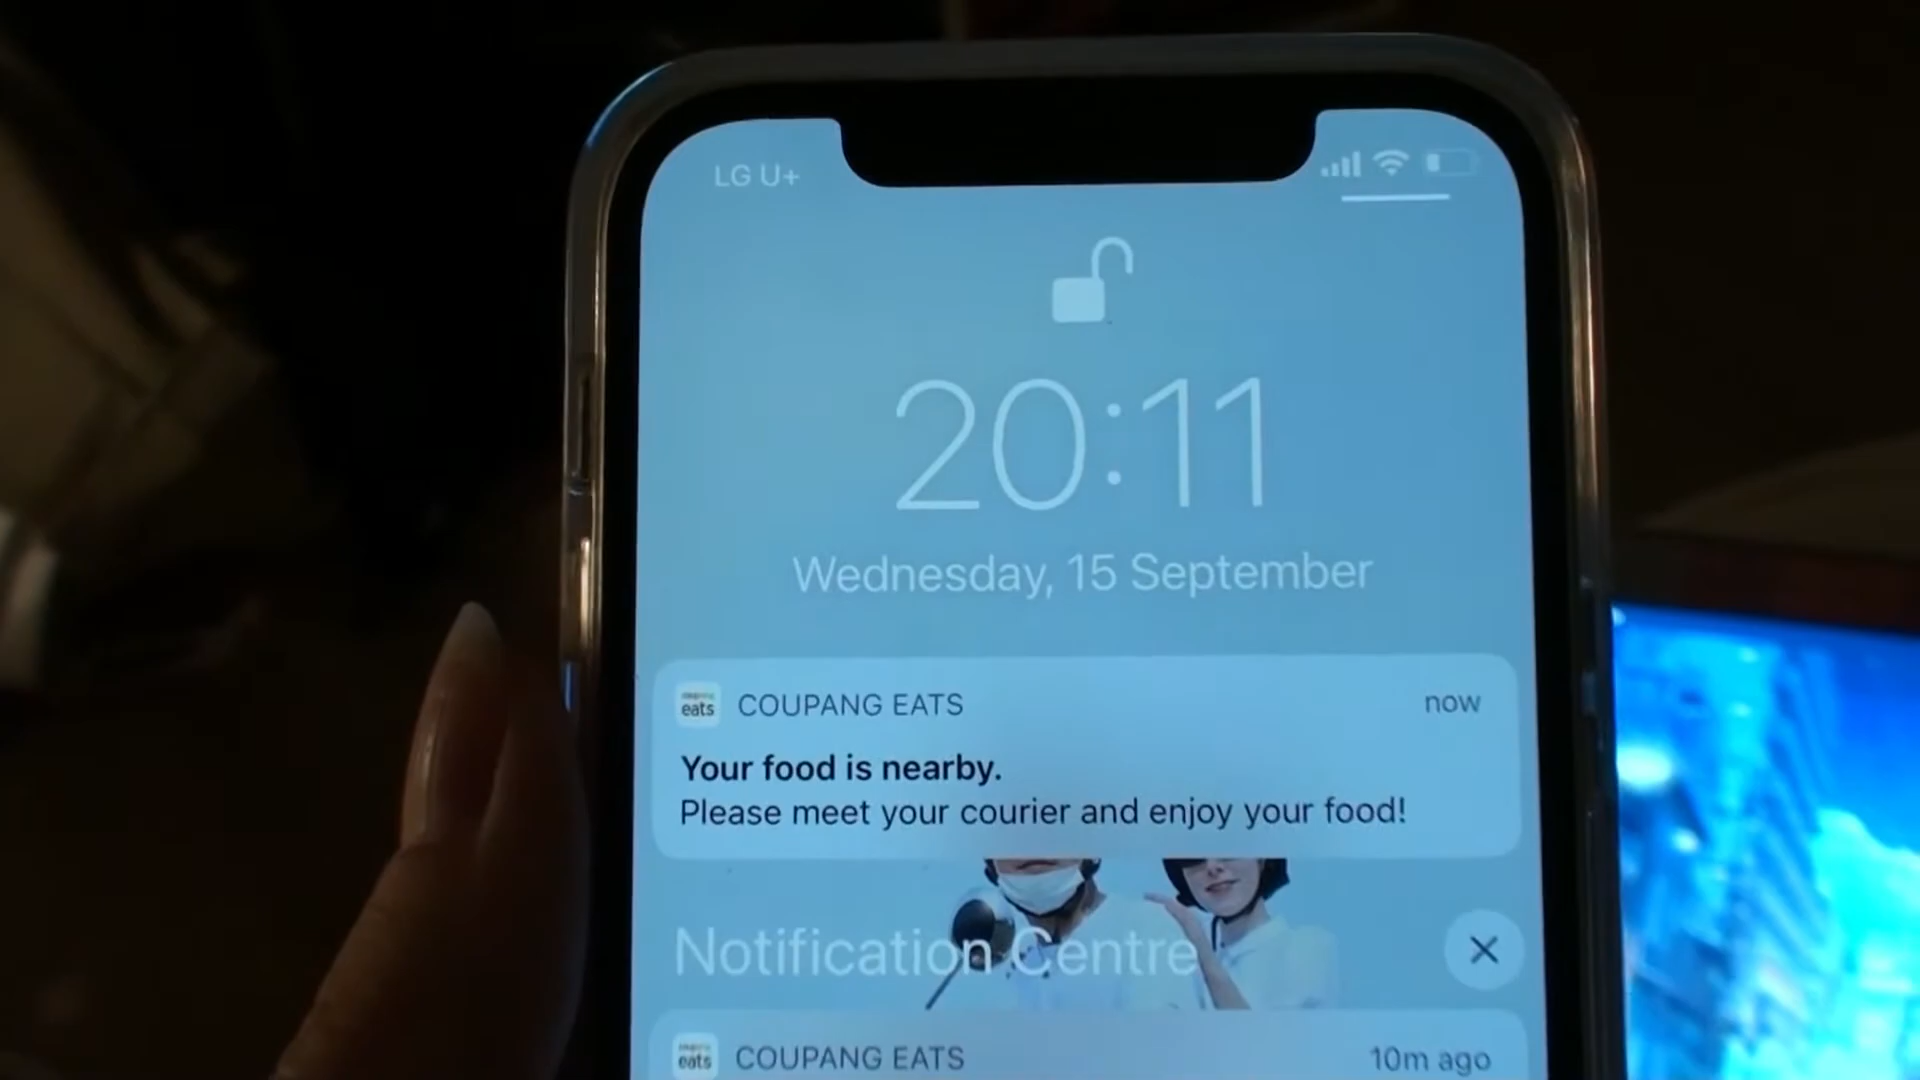 LG U+
20:11
Wednesday, 15 September
eats
COUPANG EATS
now
Your food is nearby.
Please meet your courier and enjoy your food!
Notification Centre
eats
COUPANG EATS
10m ago